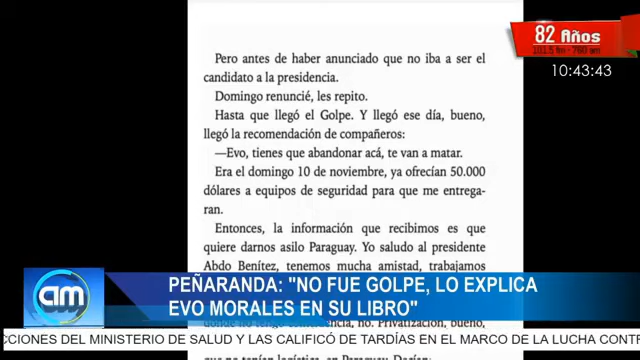 82 Años
101.5 fm - 760 am
10:43:43
Pero antes de haber anunciado que no iba a ser el
candidato a la presidencia.
Domingo renuncié, les repito.
Hasta que llegó el Golpe. Y llegó ese día, bueno,
llegó la recomendación de compañeros:
—Evo, tienes que abandonar acá, te van a matar.
Era el domingo 10 de noviembre, ya ofrecían 50.000
dólares a equipos de seguridad para que me entrega-
ran.
Entonces, la información que recibimos es que
quiere darnos asilo Paraguay. Yo saludo al presidente
Abdo Benítez, tenemos mucha amistad, trabajamos
am
PEÑARANDA: "NO FUE GOLPE, LO EXPLICA
EVO MORALES EN SU LIBRO"
no. Privatización, bueno,
CCIONES DEL MINISTERIO DE SALUD Y LAS CALIFICÓ DE TARDÍAS EN EL MARCO DE LA LUCHA CONT